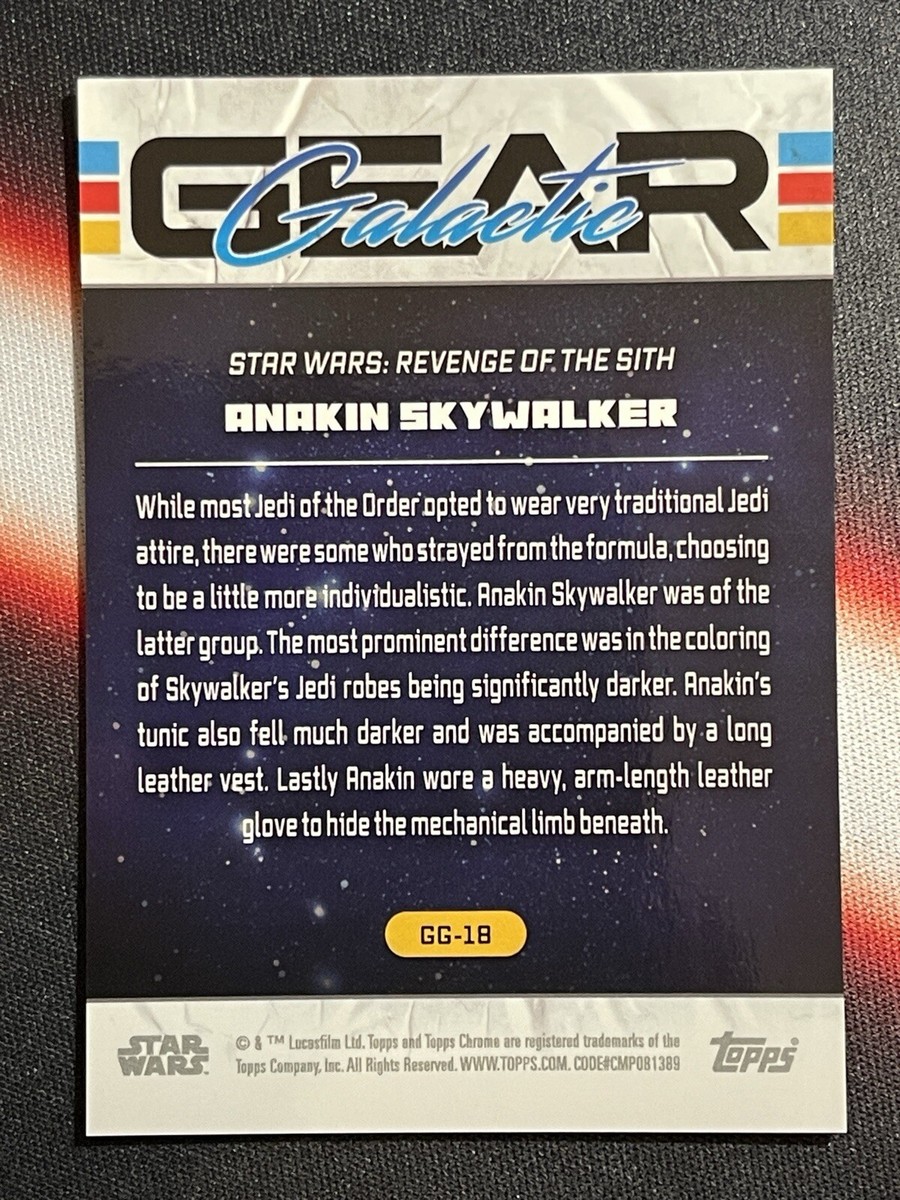 GEAR
Galactic
STAR WARS: REVENGE OF THE SITH
ANAKIN SKYWALKER
While most Jedi of the Order opted to wear very traditional Jedi
attire, there were some who strayed from the formula, choosing
to be a little more individualistic. Anakin Skywalker was of the
latter group. The most prominent difference was in the coloring
of Skywalker's Jedi robes being significantly darker. Anakin's
tunic also fell much darker and was accompanied by a long
leather vest. Lastly Anakin wore a heavy, arm-length leather
glove to hide the mechanical limb beneath.
GG-18
STAR
WARS
© & ™ Lucasfilm Ltd. Topps and Topps Chrome are registered trademarks of the
Topps Company, Inc. All Rights Reserved. WWW.TOPPS.COM. CODE#CMP081389
topps